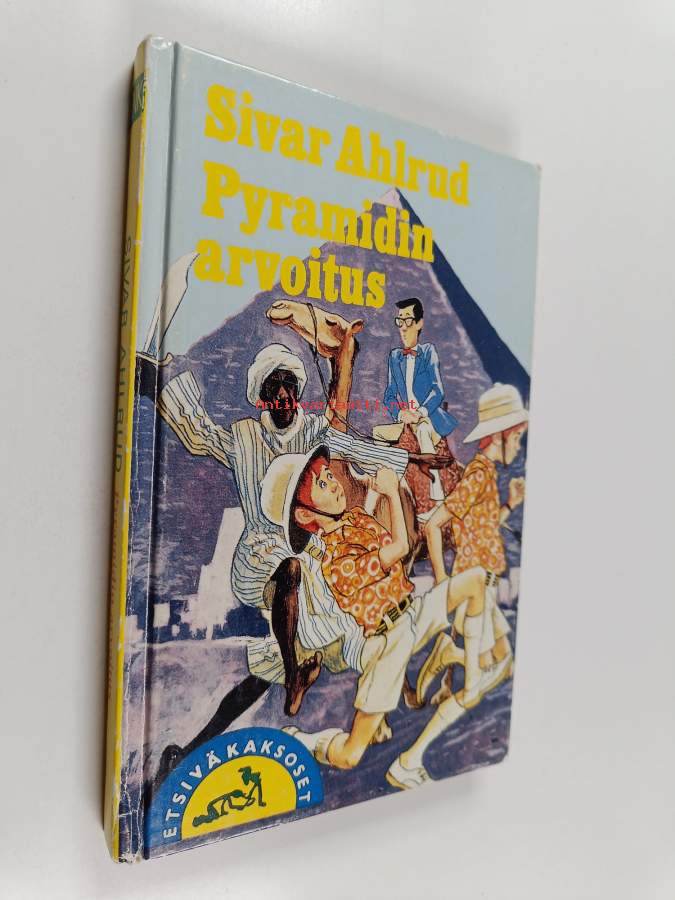 Sivar Ahlrud
Pyramidin
arvoitus
Antikvariaatti.net
ETSIVÄKAKSOSET
SIVAR AHLRUD